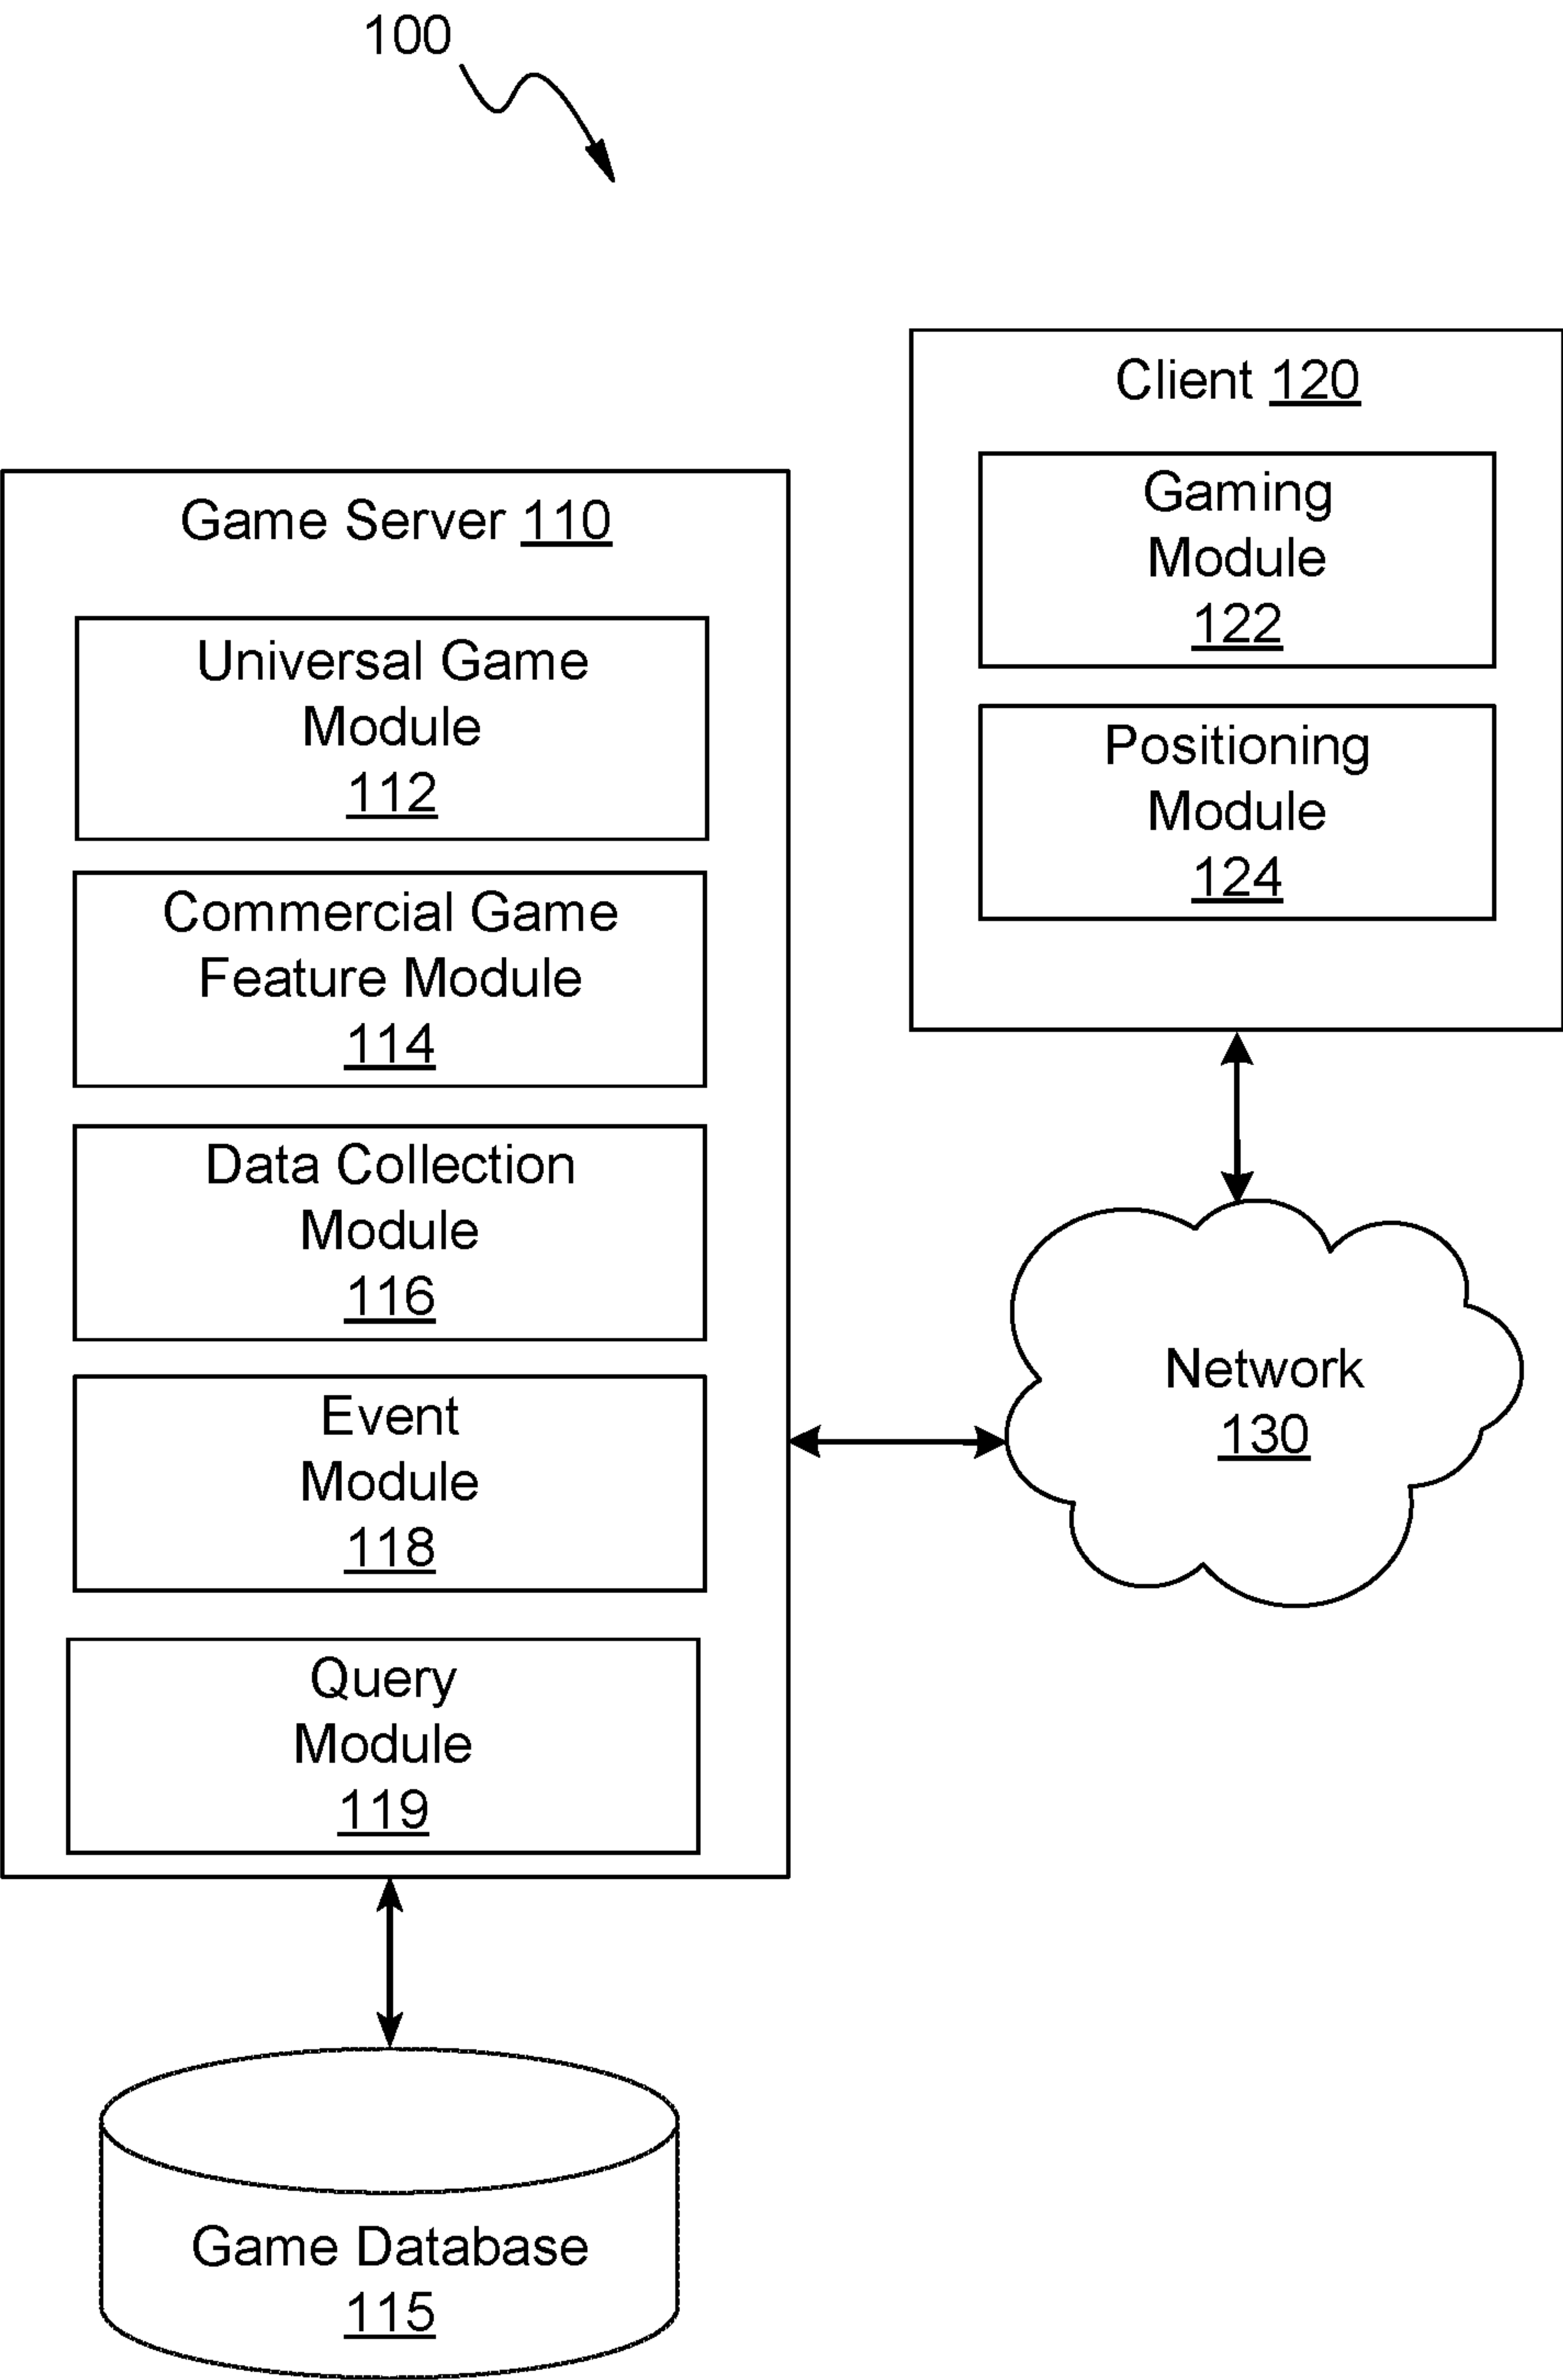 100
Client 120
Gaming
Module
122
Positioning
Module
124
Game Server 110
Universal Game
Module
112
Commercial Game
Feature Module
114
Data Collection
Module
116
Event
Module
118
Query
Module
119
Network
130
Game Database
115